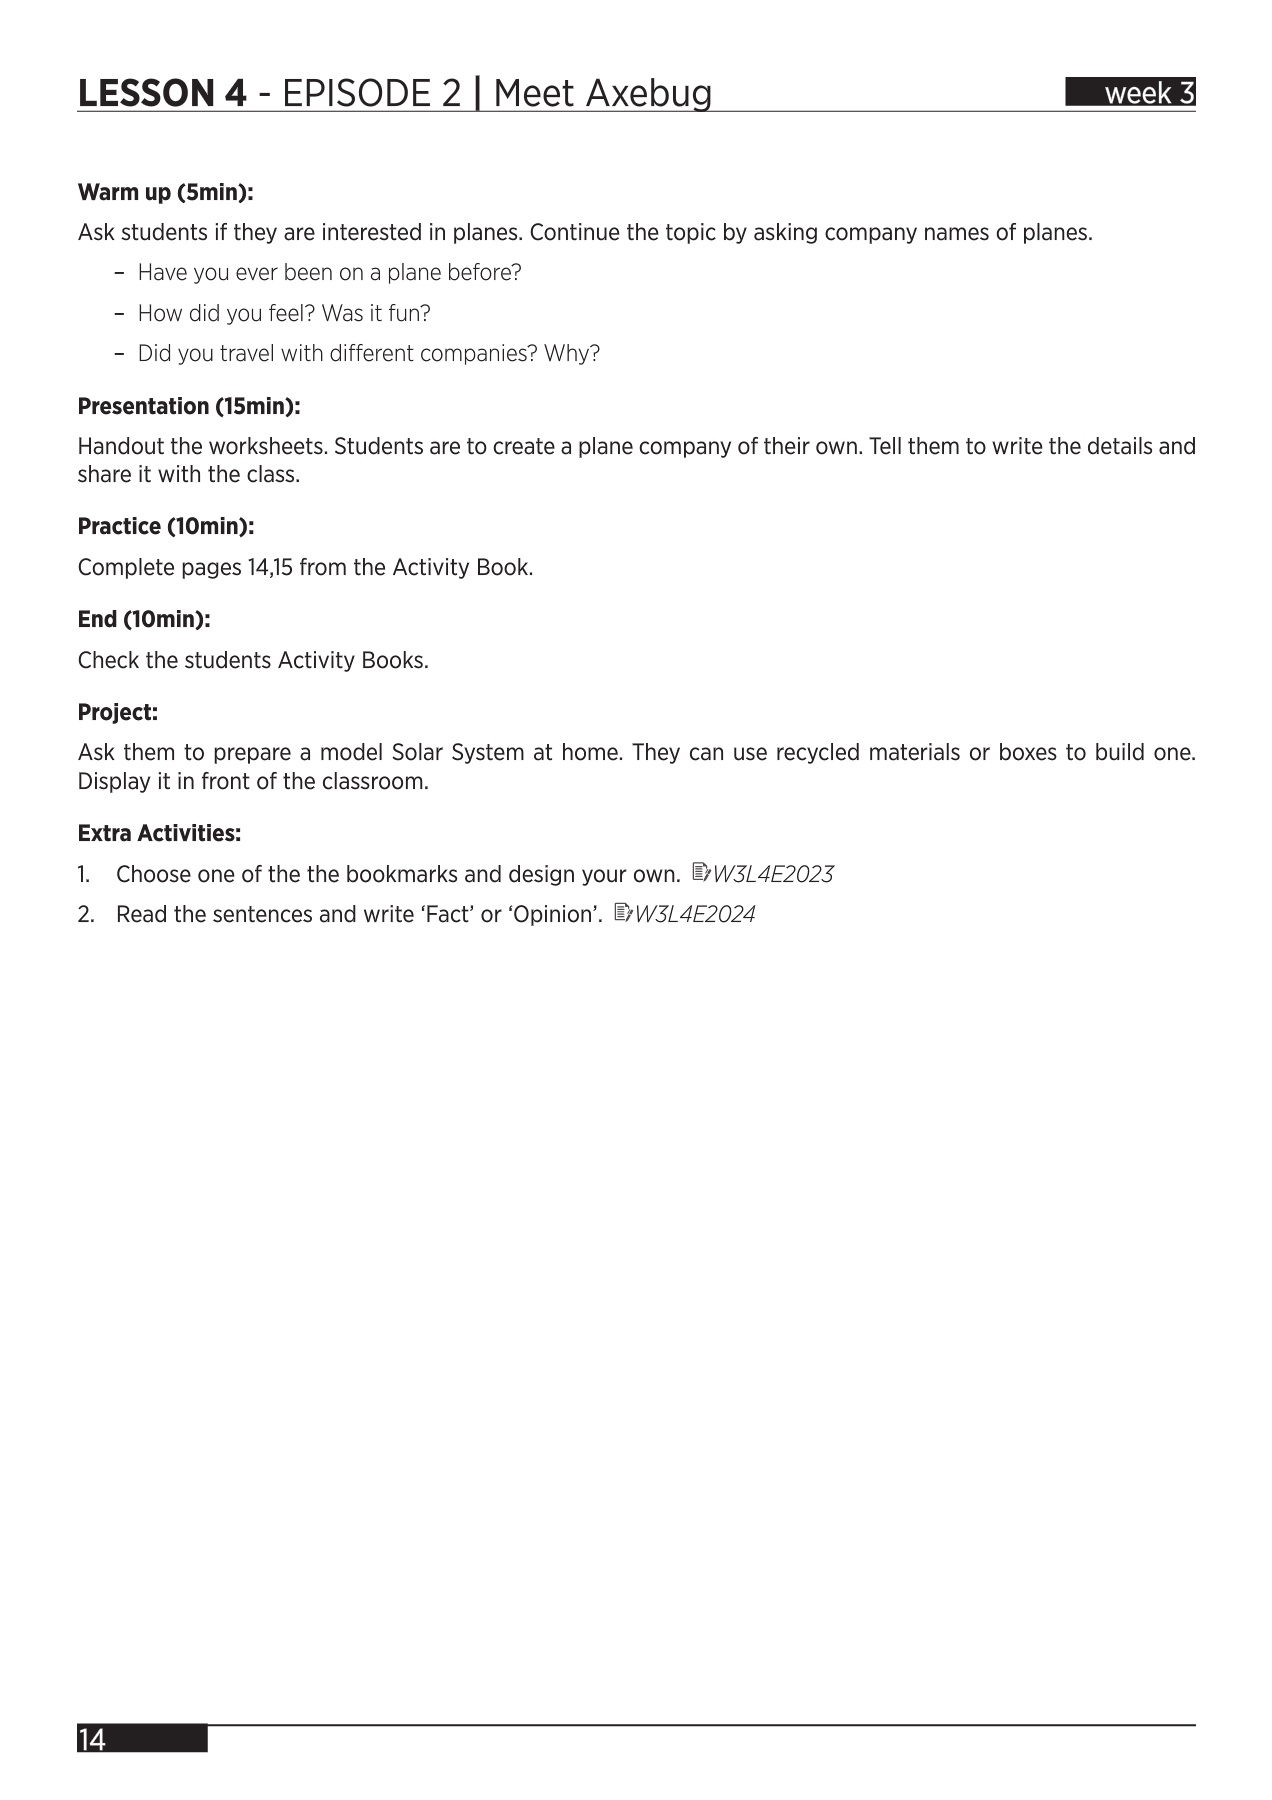 LESSON 4 - EPISODE 2 | Meet Axebug
week 3
Warm up (5min):
Ask students if they are interested in planes. Continue the topic by asking company names of planes.
– Have you ever been on a plane before?
– How did you feel? Was it fun?
– Did you travel with different companies? Why?
Presentation (15min):
Handout the worksheets. Students are to create a plane company of their own. Tell them to write the details and
share it with the class.
Practice (10min):
Complete pages 14,15 from the Activity Book.
End (10min):
Check the students Activity Books.
Project:
Ask them to prepare a model Solar System at home. They can use recycled materials or boxes to build one.
Display it in front of the classroom.
Extra Activities:
1. Choose one of the the bookmarks and design your own. W3L4E2023
2. Read the sentences and write ‘Fact’ or ‘Opinion’. W3L4E2024
14